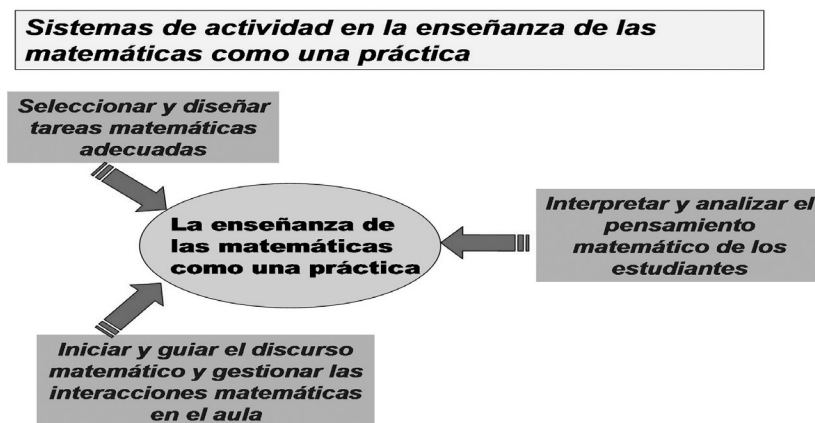 Sistemas de actividad en la enseñanza de las
matemáticas como una práctica
Seleccionar y diseñar
tareas matemáticas
adecuadas
La enseñanza de
las matemáticas
como una práctica
Interpretar y analizar el
pensamiento
matemático de los
estudiantes
Iniciar y guiar el discurso
matemático y gestionar las
interacciones matemáticas
en el aula